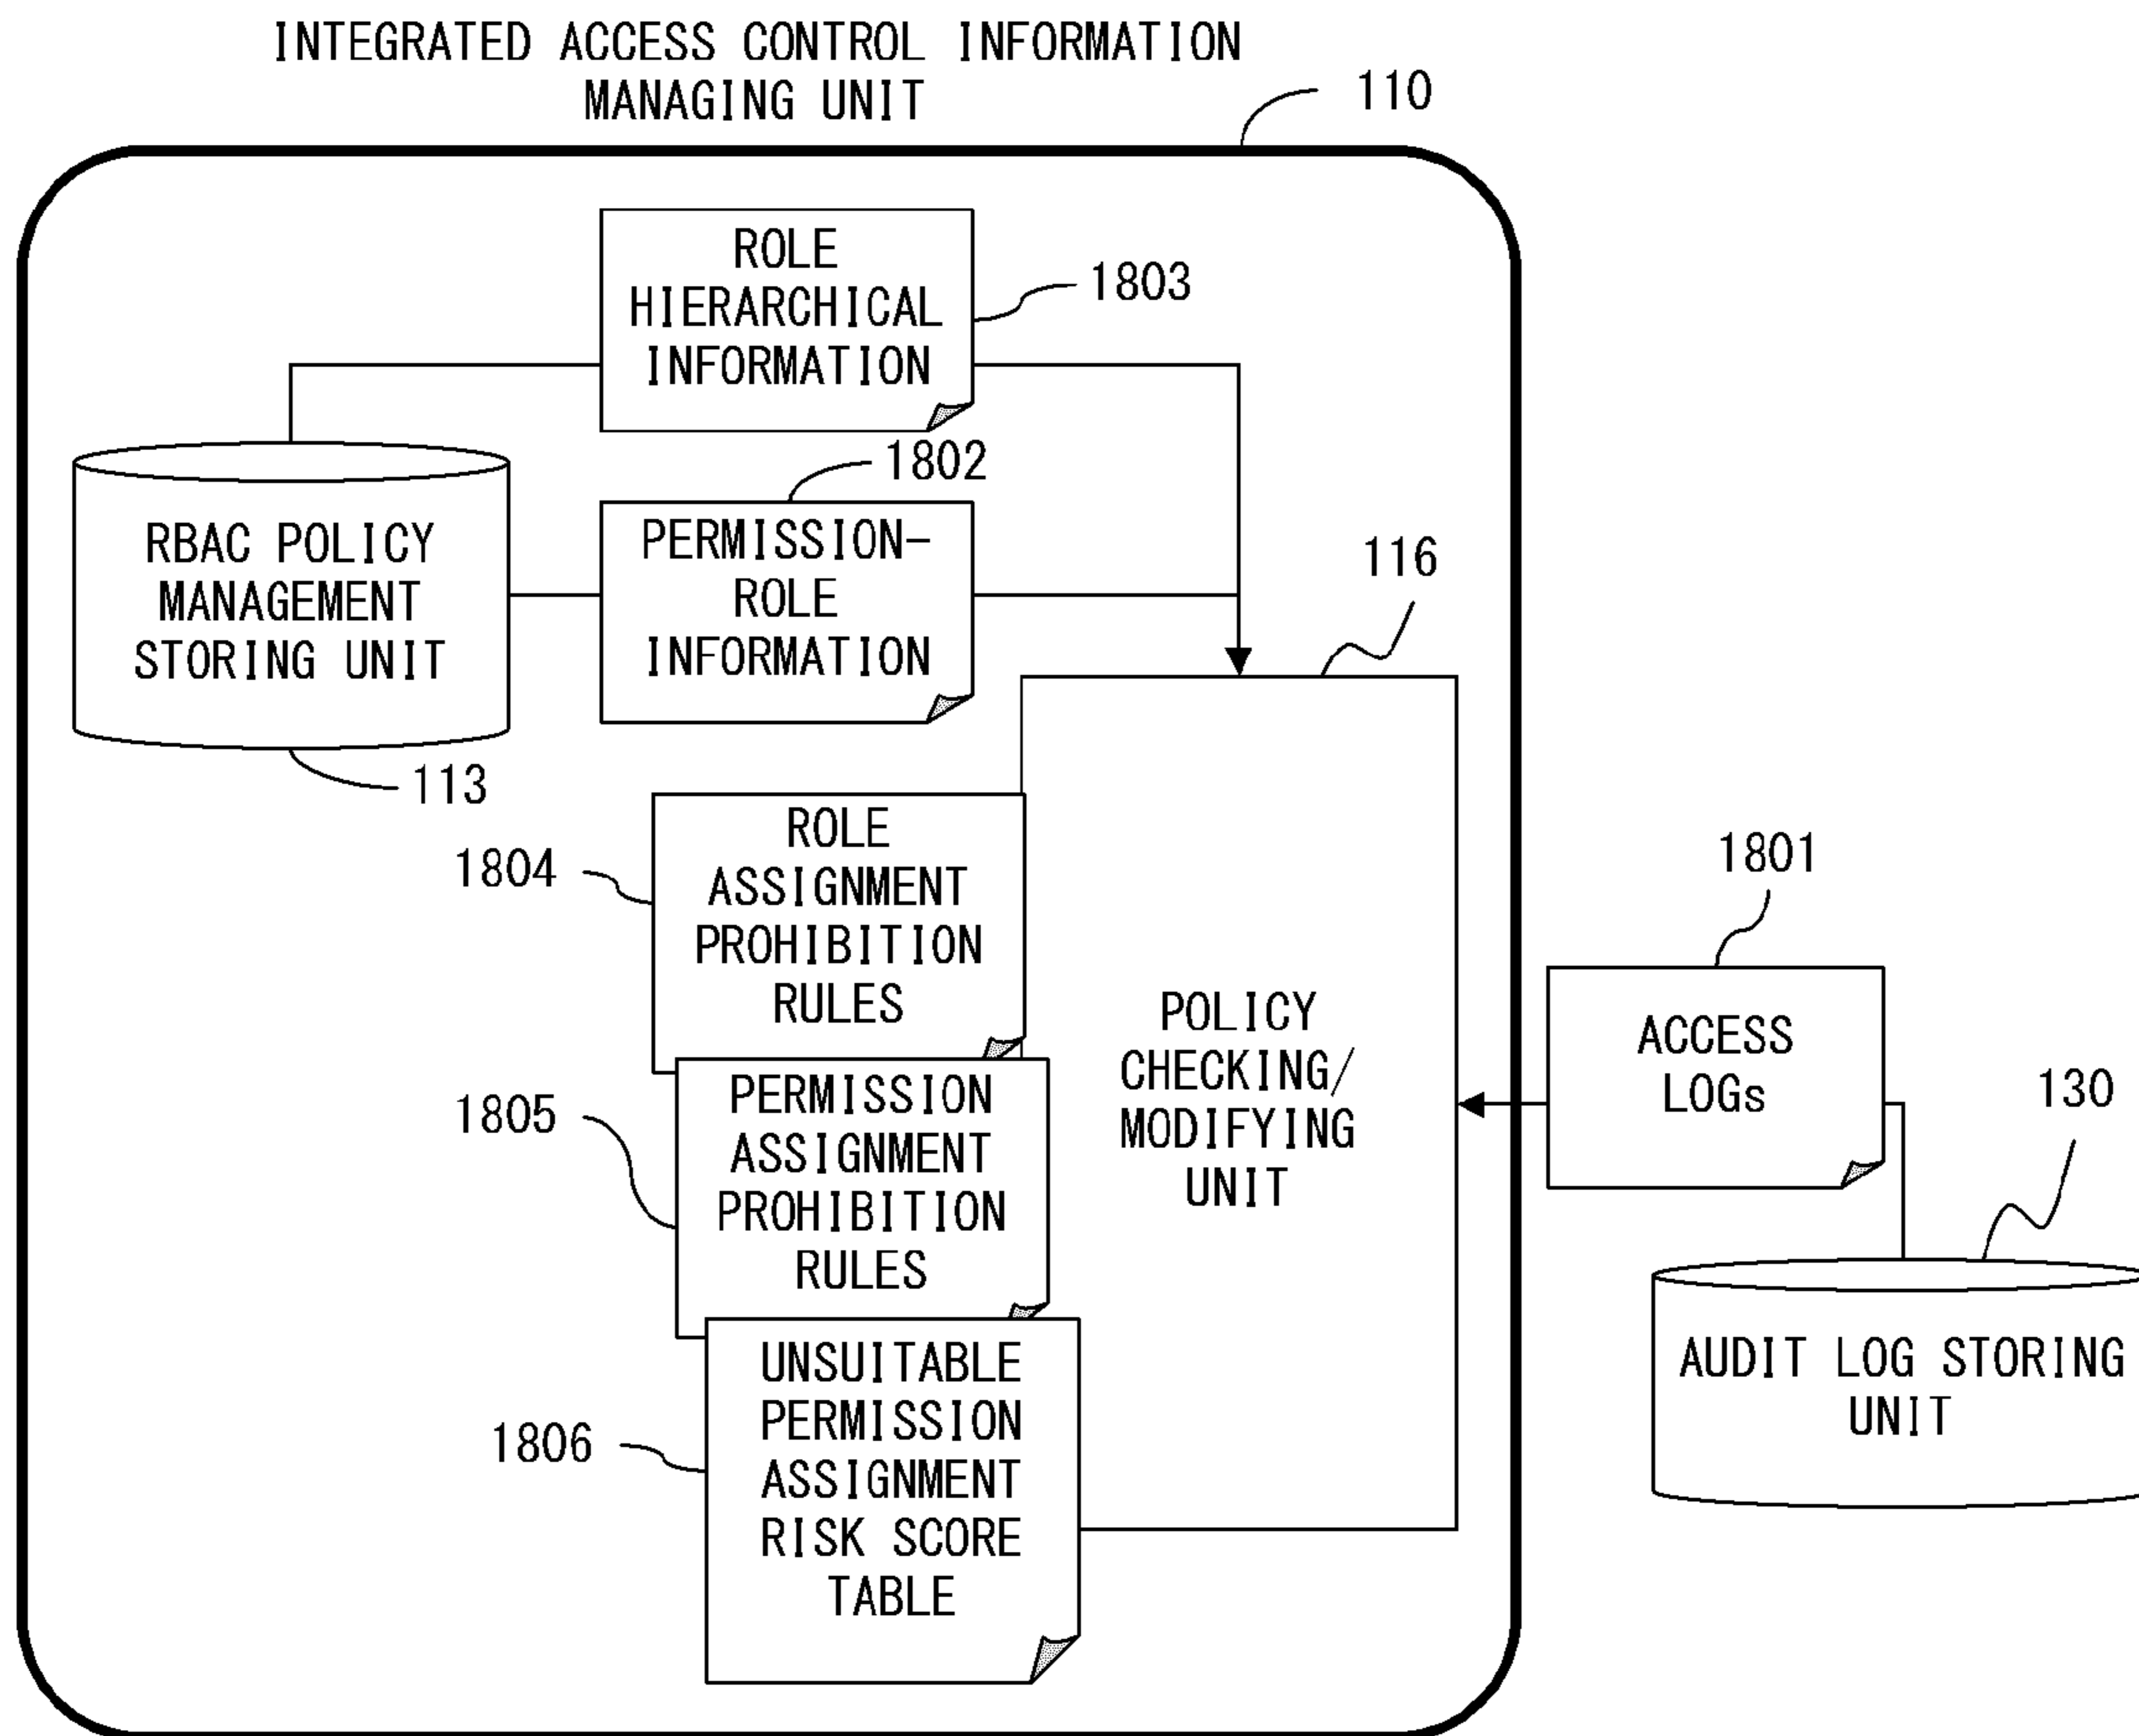 INTEGRATED ACCESS CONTROL INFORMATION
MANAGING UNIT
110
ROLE
HIERARCHICAL
INFORMATION
1803
1802
RBAC POLICY
MANAGEMENT
STORING UNIT
113
PERMISSION-
ROLE
INFORMATION
116
ROLE
ASSIGNMENT
PROHIBITION
RULES
1804
PERMISSION
ASSIGNMENT
PROHIBITION
RULES
1805
UNSUITABLE
PERMISSION
ASSIGNMENT
RISK SCORE
TABLE
1806
POLICY
CHECKING/
MODIFYING
UNIT
1801
ACCESS
LOGs
130
AUDIT LOG STORING
UNIT